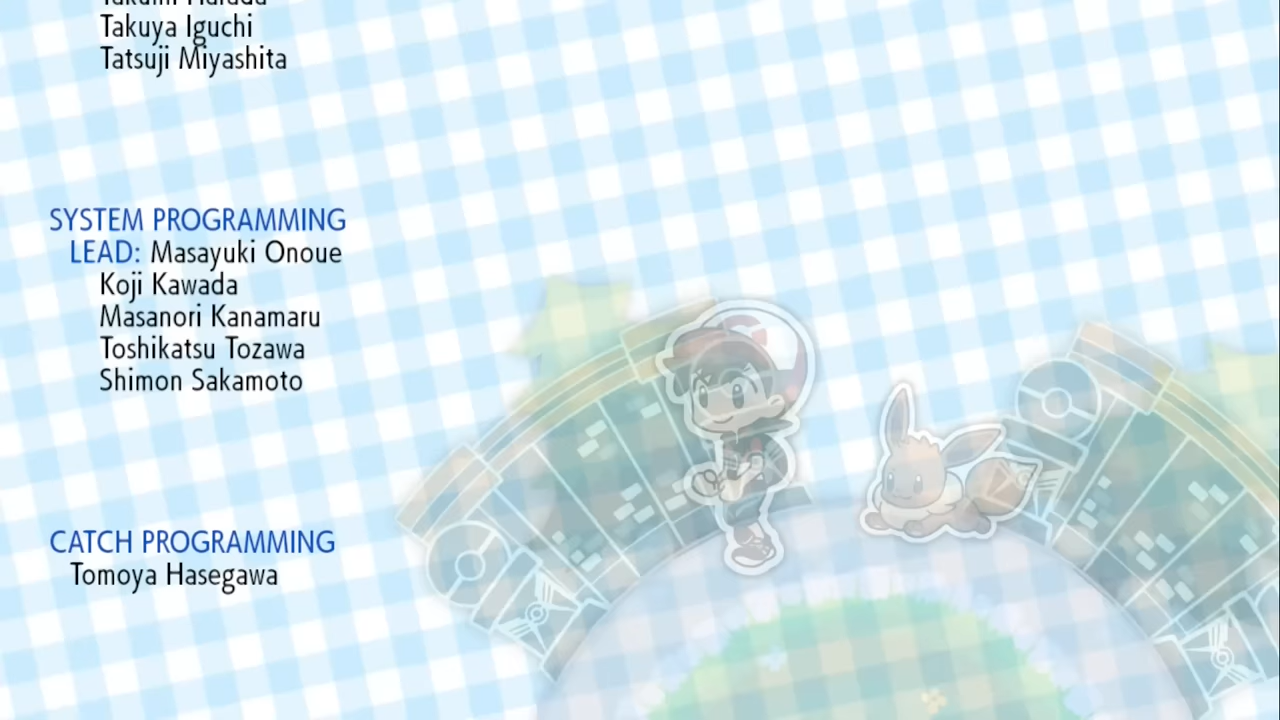 Takuya Iguchi
Tatsuji Miyashita
SYSTEM PROGRAMMING
LEAD: Masayuki Onoue
Koji Kawada
Masanori Kanamaru
Toshikatsu Tozawa
Shimon Sakamoto
CATCH PROGRAMMING
Tomoya Hasegawa